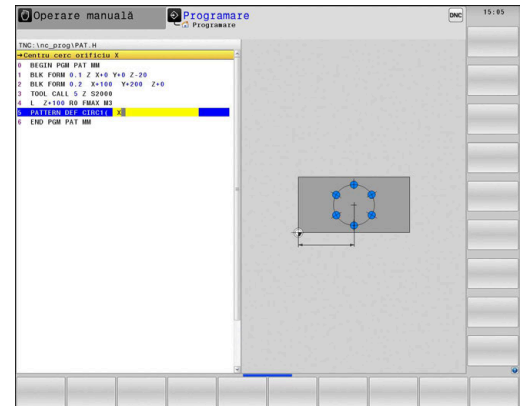 Operare manuală
Programare
Programare
DNC
15:05
TNC:\nc_prog\PAT.H
→Centru cerc orificiu X
0 BEGIN PGM PAT MM
1 BLK FORM 0.1 Z X+0 Y+0 Z-20
2 BLK FORM 0.2 X+100 Y+200 Z+0
3 TOOL CALL 5 Z S2000
4 L Z+100 R0 FMAX M3
5 PATTERN DEF CIRC1( X
6 END PGM PAT MM